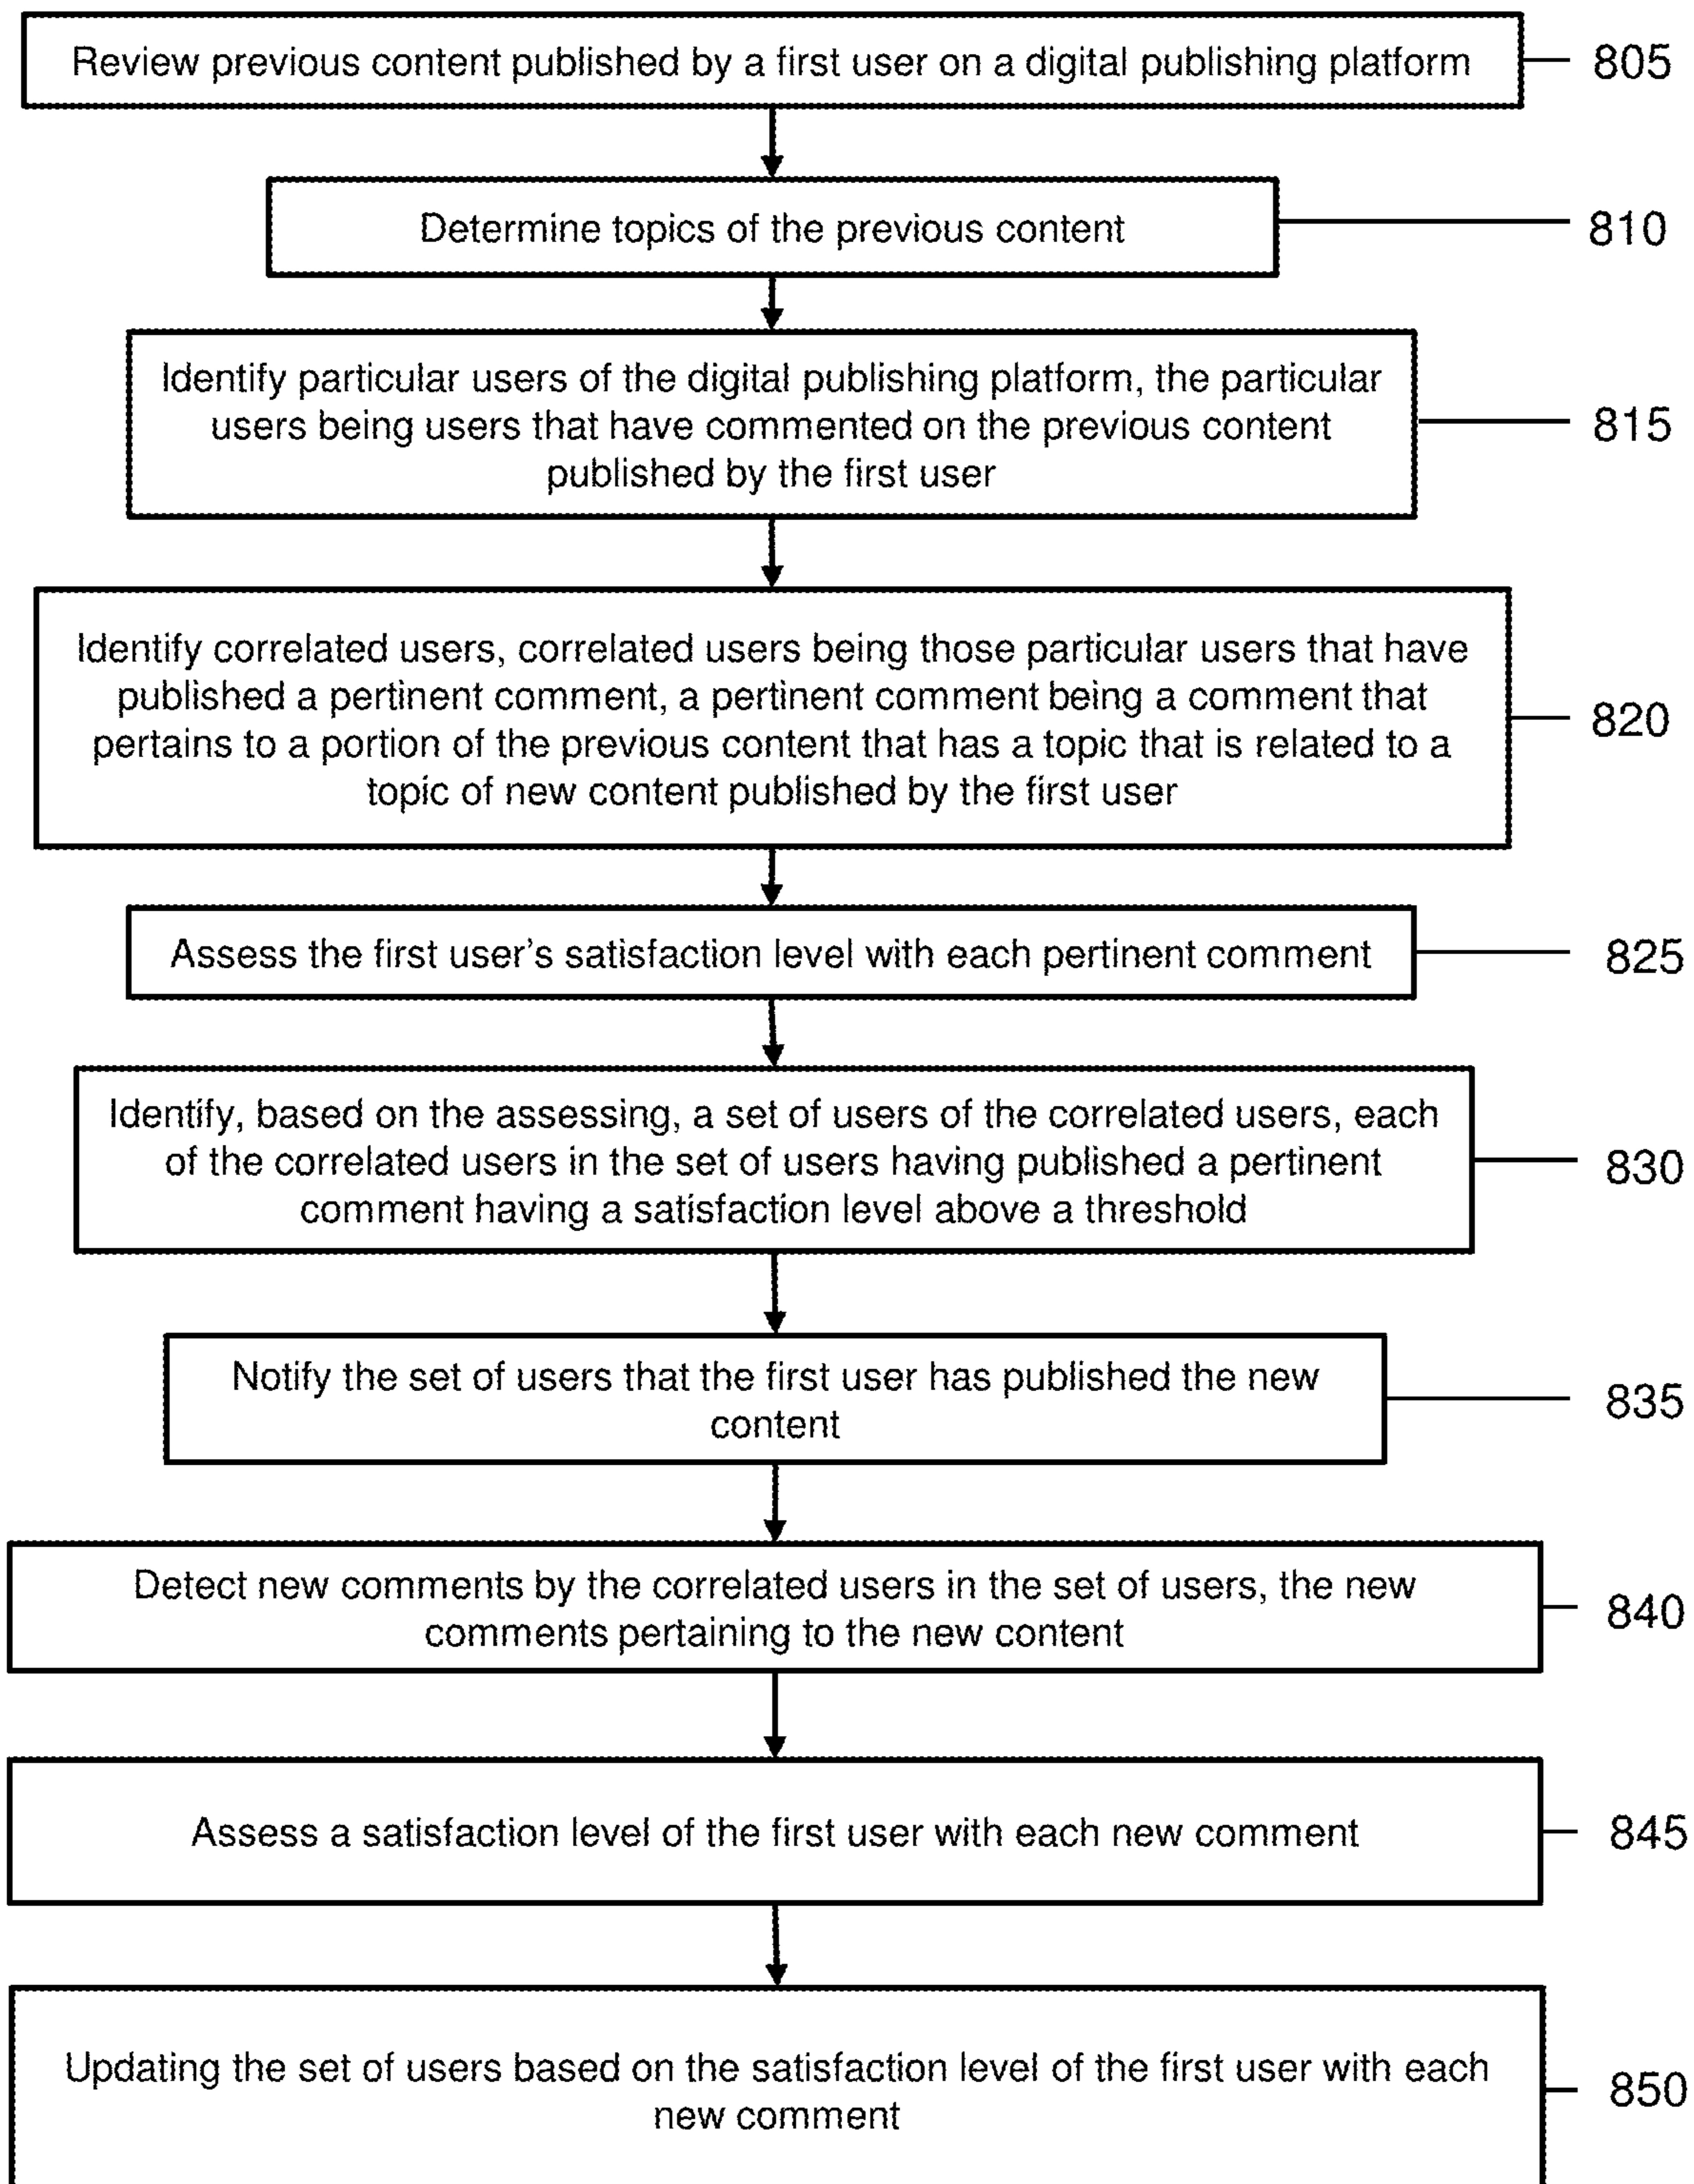 Review previous content published by a first user on a digital publishing platform
805
Determine topics of the previous content
810
Identify particular users of the digital publishing platform, the particular
users being users that have commented on the previous content
published by the first user
815
Identify correlated users, correlated users being those particular users that have
published a pertinent comment, a pertinent comment being a comment that
pertains to a portion of the previous content that has a topic that is related to a
topic of new content published by the first user
820
Assess the first user's satisfaction level with each pertinent comment
825
Identify, based on the assessing, a set of users of the correlated users, each
of the correlated users in the set of users having published a pertinent
comment having a satisfaction level above a threshold
830
Notify the set of users that the first user has published the new
content
835
Detect new comments by the correlated users in the set of users, the new
comments pertaining to the new content
840
Assess a satisfaction level of the first user with each new comment
845
Updating the set of users based on the satisfaction level of the first user with each
new comment
850